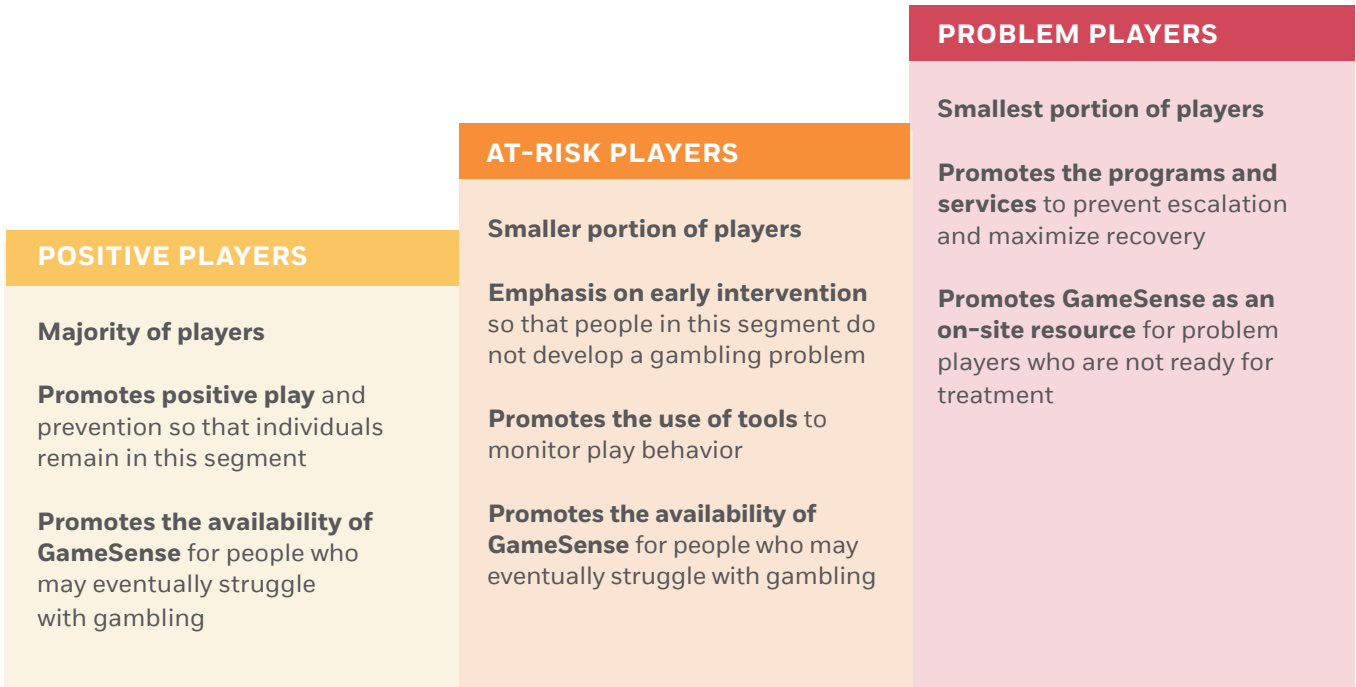 POSITIVE PLAYERS
Majority of players
Promotes positive play and
prevention so that individuals
remain in this segment
Promotes the availability of
GameSense for people who
may eventually struggle
with gambling
AT-RISK PLAYERS
Smaller portion of players
Emphasis on early intervention
so that people in this segment do
not develop a gambling problem
Promotes the use of tools to
monitor play behavior
Promotes the availability of
GameSense for people who may
eventually struggle with gambling
PROBLEM PLAYERS
Smallest portion of players
Promotes the programs and
services to prevent escalation
and maximize recovery
Promotes GameSense as an
on-site resource for problem
players who are not ready for
treatment